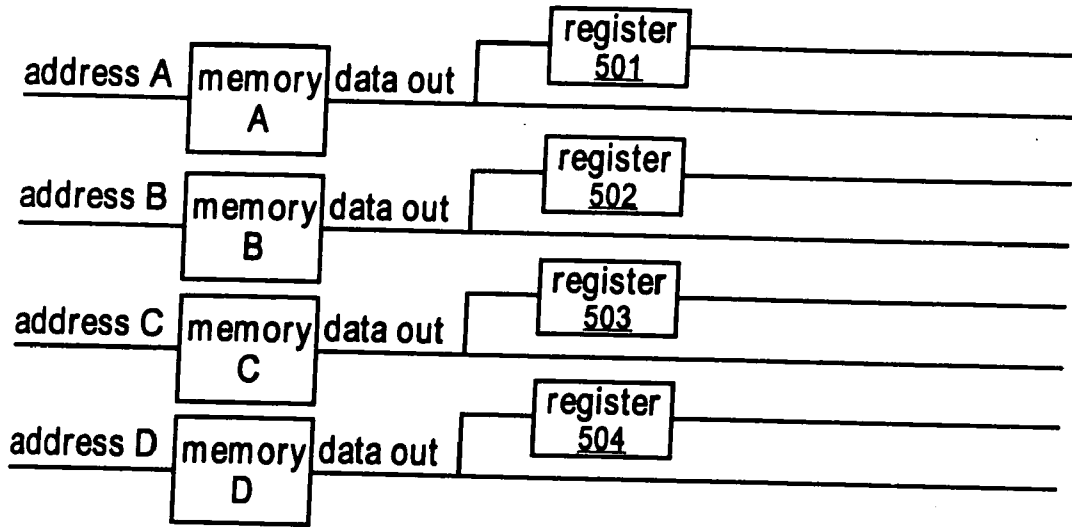 register
501
address A
memory
A
data out
register
502
address B
memory
B
data out
register
503
address C
memory
C
data out
register
504
address D
memory
D
data out